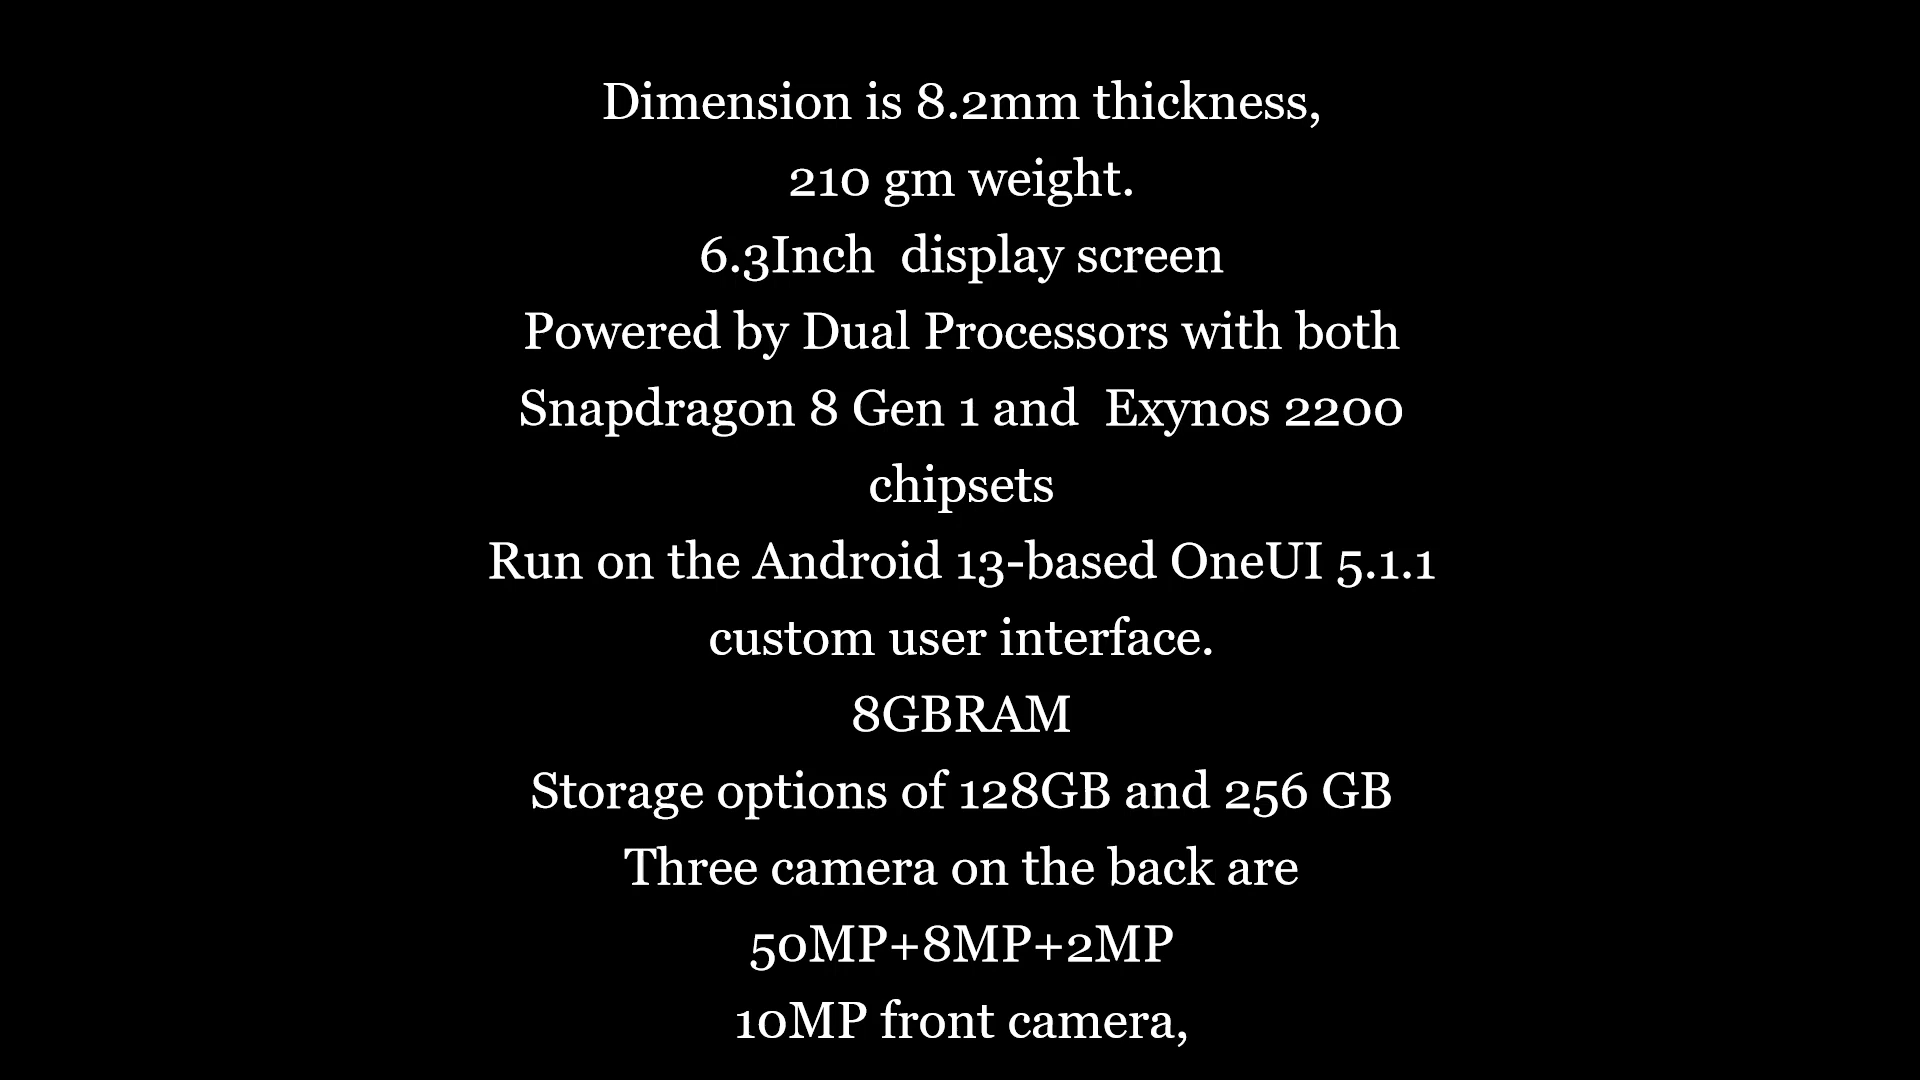 Dimension is 8.2mm thickness,
210 gm weight.
6.3Inch  display screen
Powered by Dual Processors with both
Snapdragon 8 Gen 1 and  Exynos 2200
chipsets
Run on the Android 13-based OneUI 5.1.1
custom user interface.
8GBRAM
Storage options of 128GB and 256 GB
Three camera on the back are
50MP+8MP+2MP
10MP front camera,